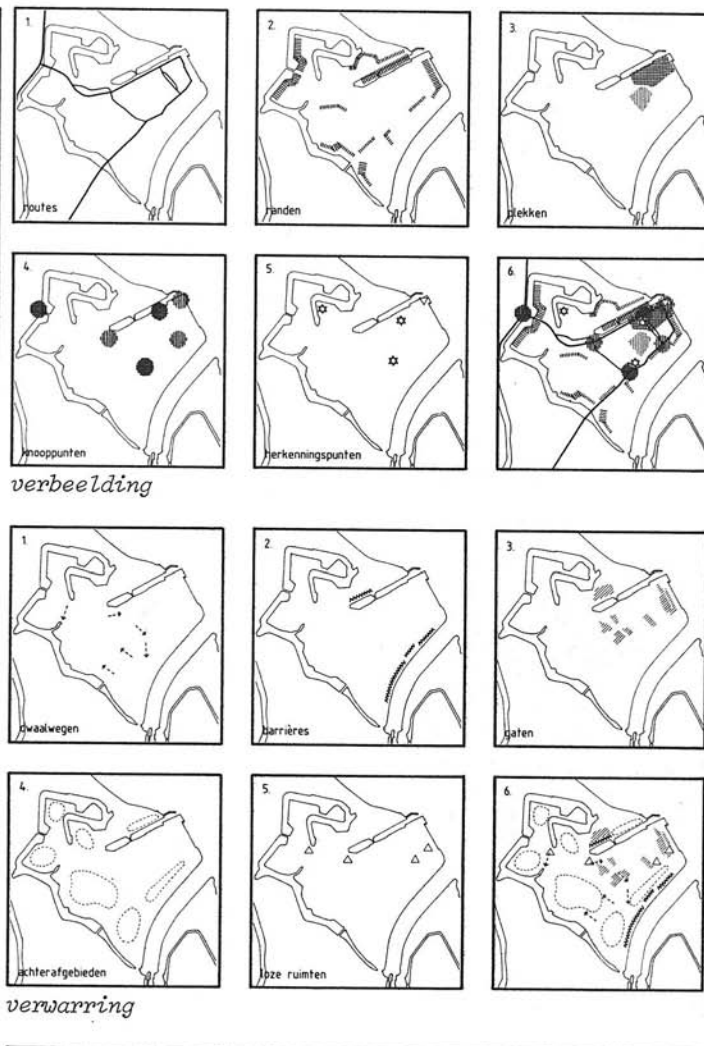 1.
routes
2.
randen
3.
plekken
4.
knooppunten
5.
herkenningspunten
6.
verbeelding
1.
dwaalwegen
2.
barrières
3.
gaten
4.
achterafgebieden
5.
loze ruimten
6.
verwarring